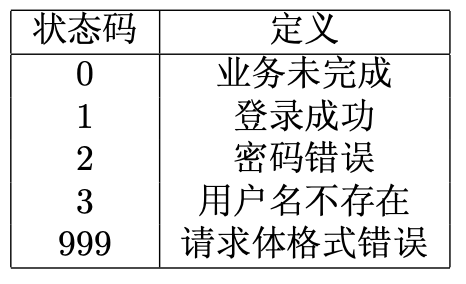 状态码 定义
0 业务未完成
1 登录成功
2 密码错误
3 用户名不存在
999 请求体格式错误